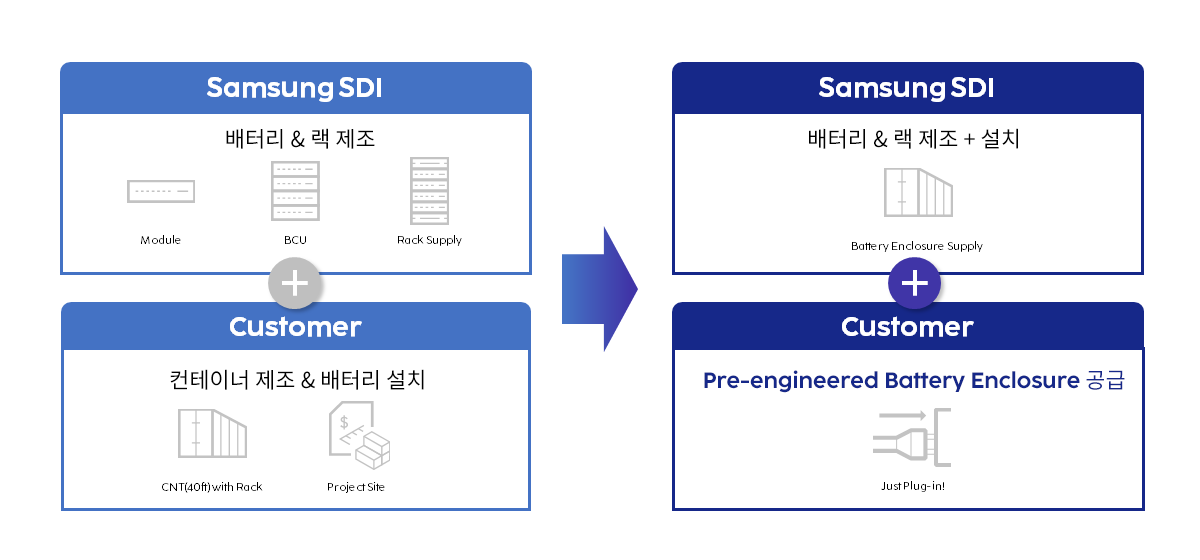 Samsung SDI
배터리 & 랙 제조
Module
BCU
Rack Supply
Customer
컨테이너 제조 & 배터리 설치
$
CNT(40ft) with Rack
Project Site
Samsung SDI
배터리 & 랙 제조 + 설치
Battery Enclosure Supply
Customer
Pre-engineered Battery Enclosure 공급
Just Plug-in!